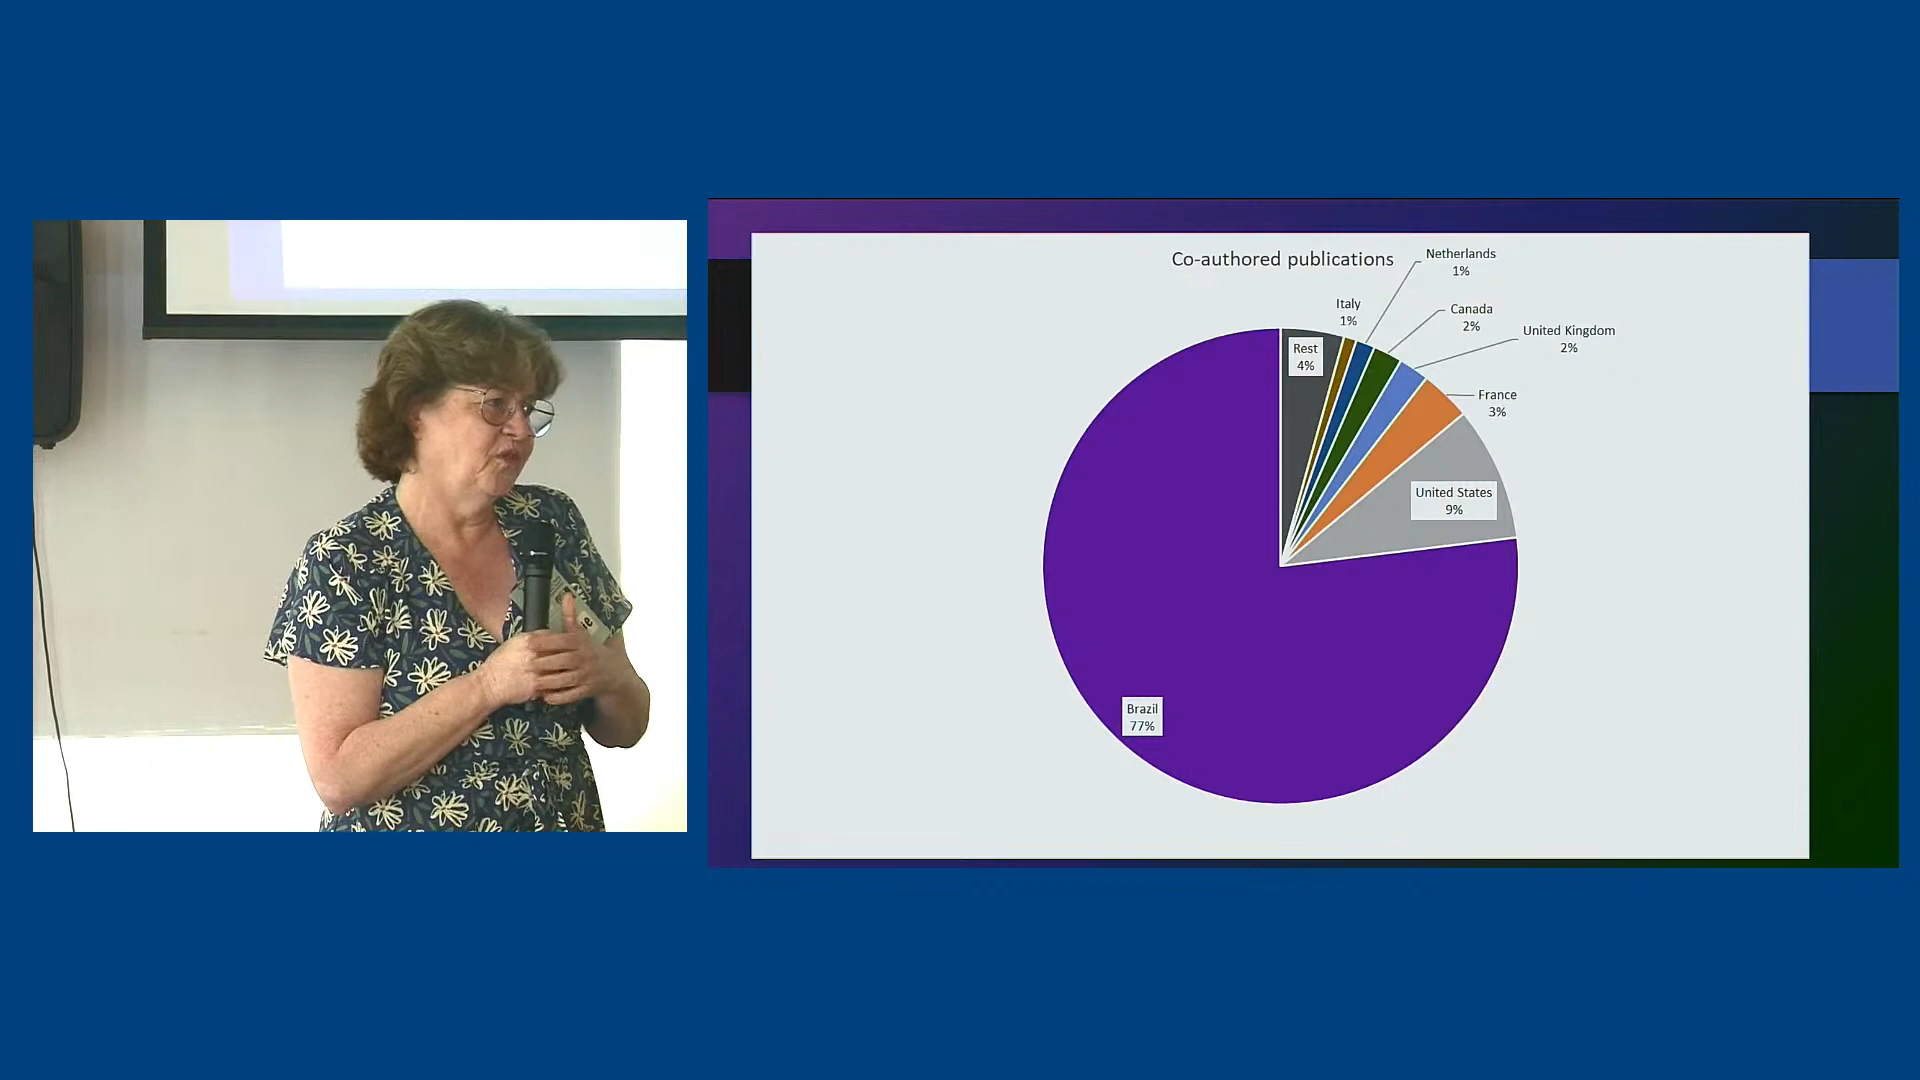 Co-authored publications
Netherlands
1%
Italy
1%
Canada
2%
United Kingdom
2%
Rest
4%
France
3%
United States
9%
Brazil
77%